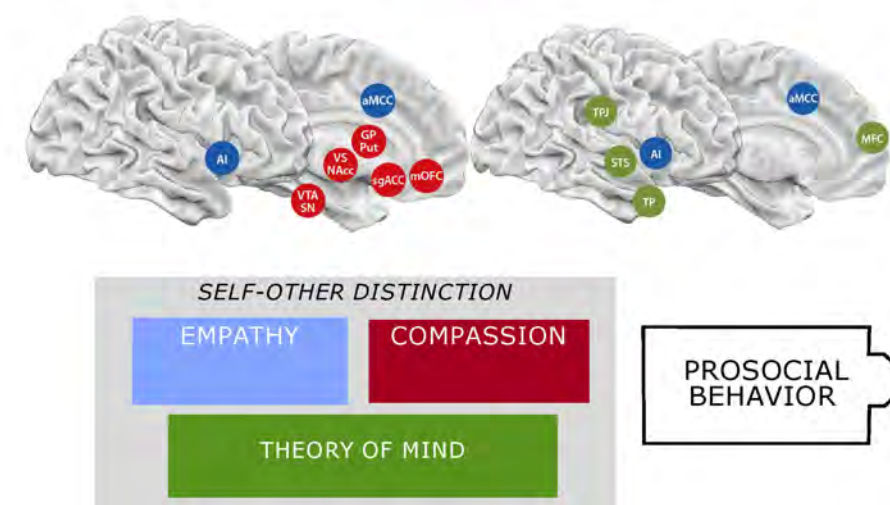 aMCC
GP
Put
AI
VS
NAcc
sgACC
mOFC
VTA
SN
aMCC
TPJ
MFC
STS
AI
TP
SELF-OTHER DISTINCTION
EMPATHY
COMPASSION
THEORY OF MIND
PROSOCIAL
BEHAVIOR